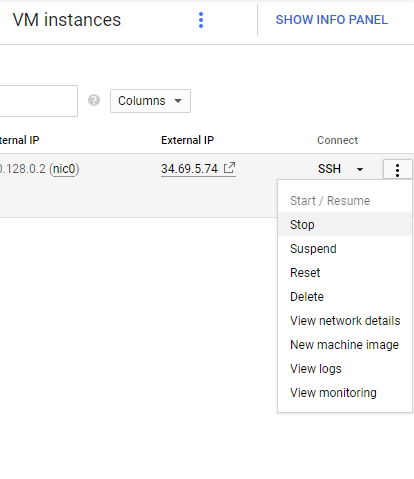 VM instances
SHOW INFO PANEL
Columns
ternal IP External IP Connect
.128.0.2 (nic0) 34.69.5.74 SSH
Start / Resume
Stop
Suspend
Reset
Delete
View network details
New machine image
View logs
View monitoring